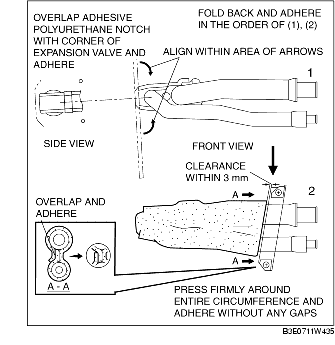 OVERLAP ADHESIVE
POLYURETHANE NOTCH
WITH CORNER OF
EXPANSION VALVE AND
ADHERE
FOLD BACK AND ADHERE
IN THE ORDER OF (1), (2)
ALIGN WITHIN AREA OF ARROWS
1
SIDE VIEW
FRONT VIEW
CLEARANCE
WITHIN 3 mm
A
2
OVERLAP AND
ADHERE
A
A - A
PRESS FIRMLY AROUND
ENTIRE CIRCUMFERENCE AND
ADHERE WITHOUT ANY GAPS
B3E0711W435